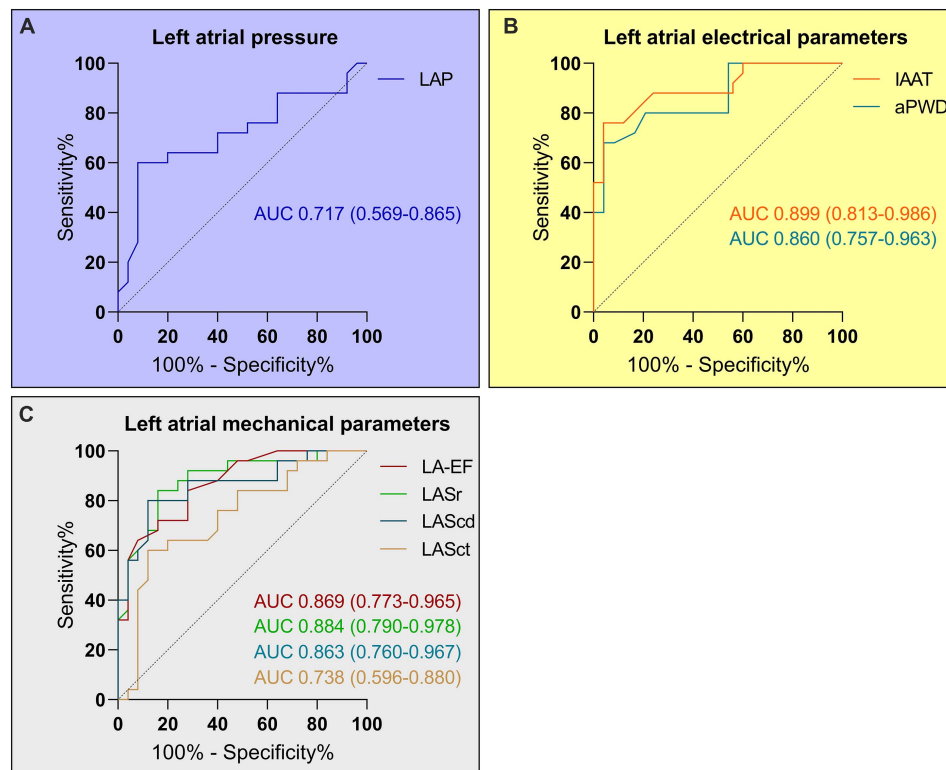 A
Left atrial pressure
100
80
60
40
20
0
Sensitivity%
LAP
AUC 0.717 (0.569-0.865)
0 20 40 60 80 100
100% - Specificity%
B
Left atrial electrical parameters
100
80
60
40
20
0
Sensitivity%
IAAT
aPWD
AUC 0.899 (0.813-0.986)
AUC 0.860 (0.757-0.963)
0 20 40 60 80 100
100% - Specificity%
C
Left atrial mechanical parameters
100
80
60
40
20
0
Sensitivity%
LA-EF
LASr
LAScd
LASct
AUC 0.869 (0.773-0.965)
AUC 0.884 (0.790-0.978)
AUC 0.863 (0.760-0.967)
AUC 0.738 (0.596-0.880)
0 20 40 60 80 100
100% - Specificity%